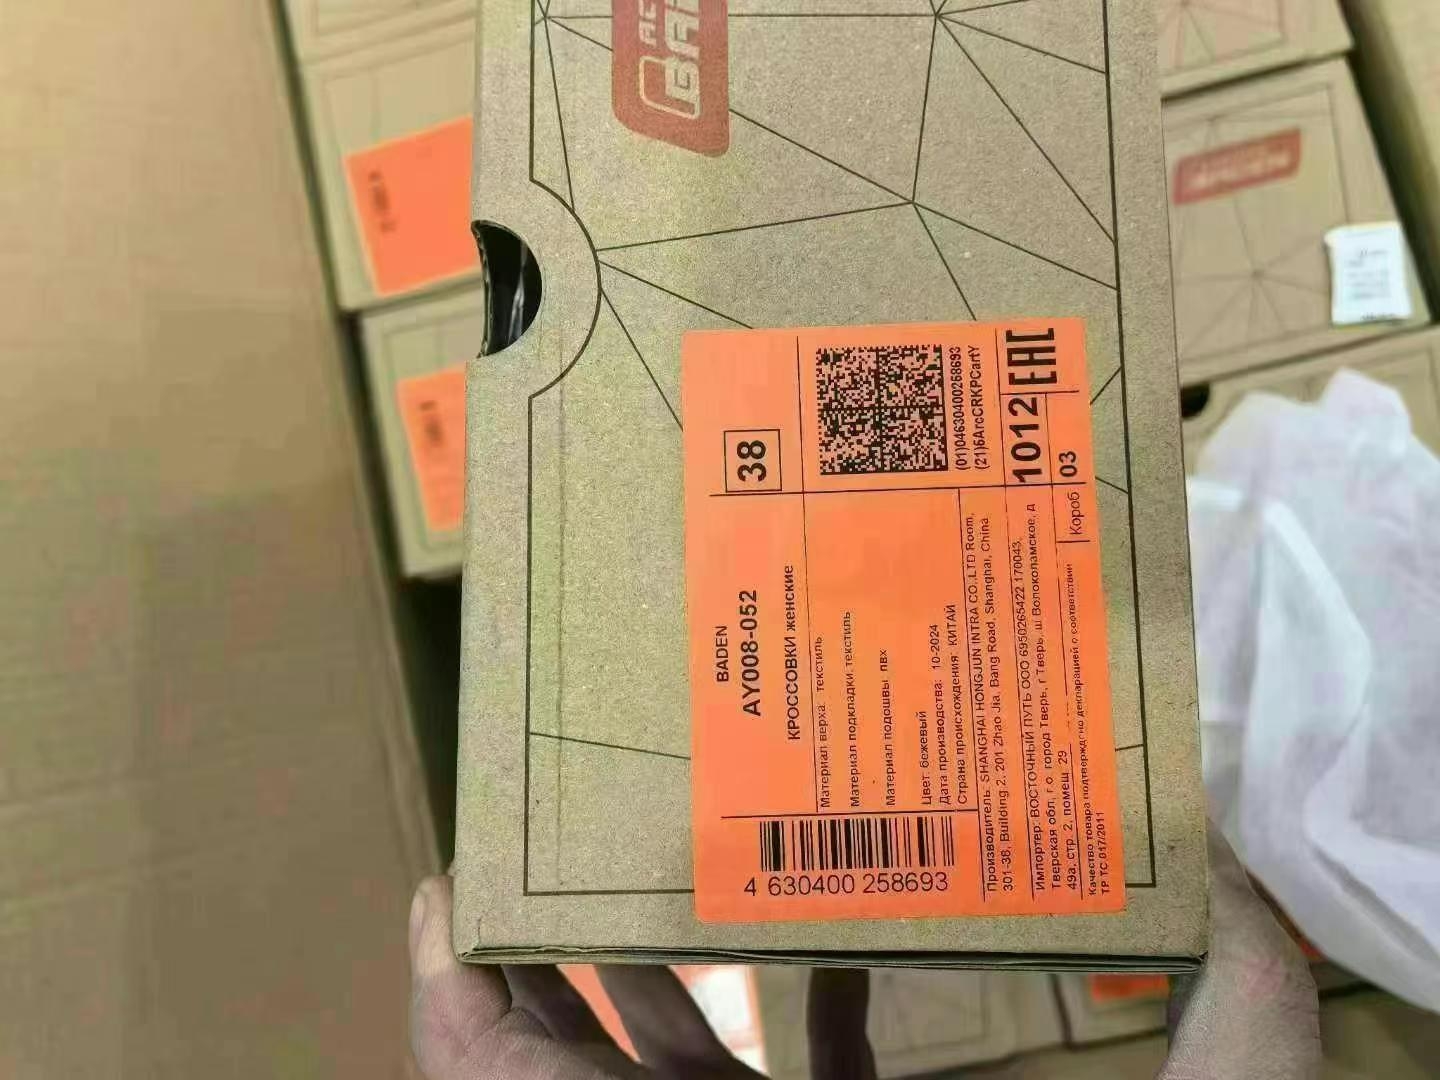 BADEN
AY008-052
38
КРОССОВКИ женские
Материал верха: текстиль
Материал подкладки: текстиль
Материал подошвы: пвх
Цвет: бежевый
Дата производства: 10-2024
Страна происхождения: КИТАЙ
(01)04630400258693
(21)6ArcCRKPCartY
Производитель: SHANGHAI HONGJUN INTRA CO.,LTD Room,
301-38, Building 2, 201 Zhao Jia, Bang Road, Shanghai, China
1012
EAC
Импортер: ВОСТОЧНЫЙ ПУТЬ ООО 6950265422 170043,
Тверская обл, г.о. город Тверь, г Тверь, ш Волоколамское, д
49а, стр. 2, помещ. 29
Короб 03
Качество товара подтверждено декларацией о соответствии
ТР ТС 017/2011
4 630400 258693